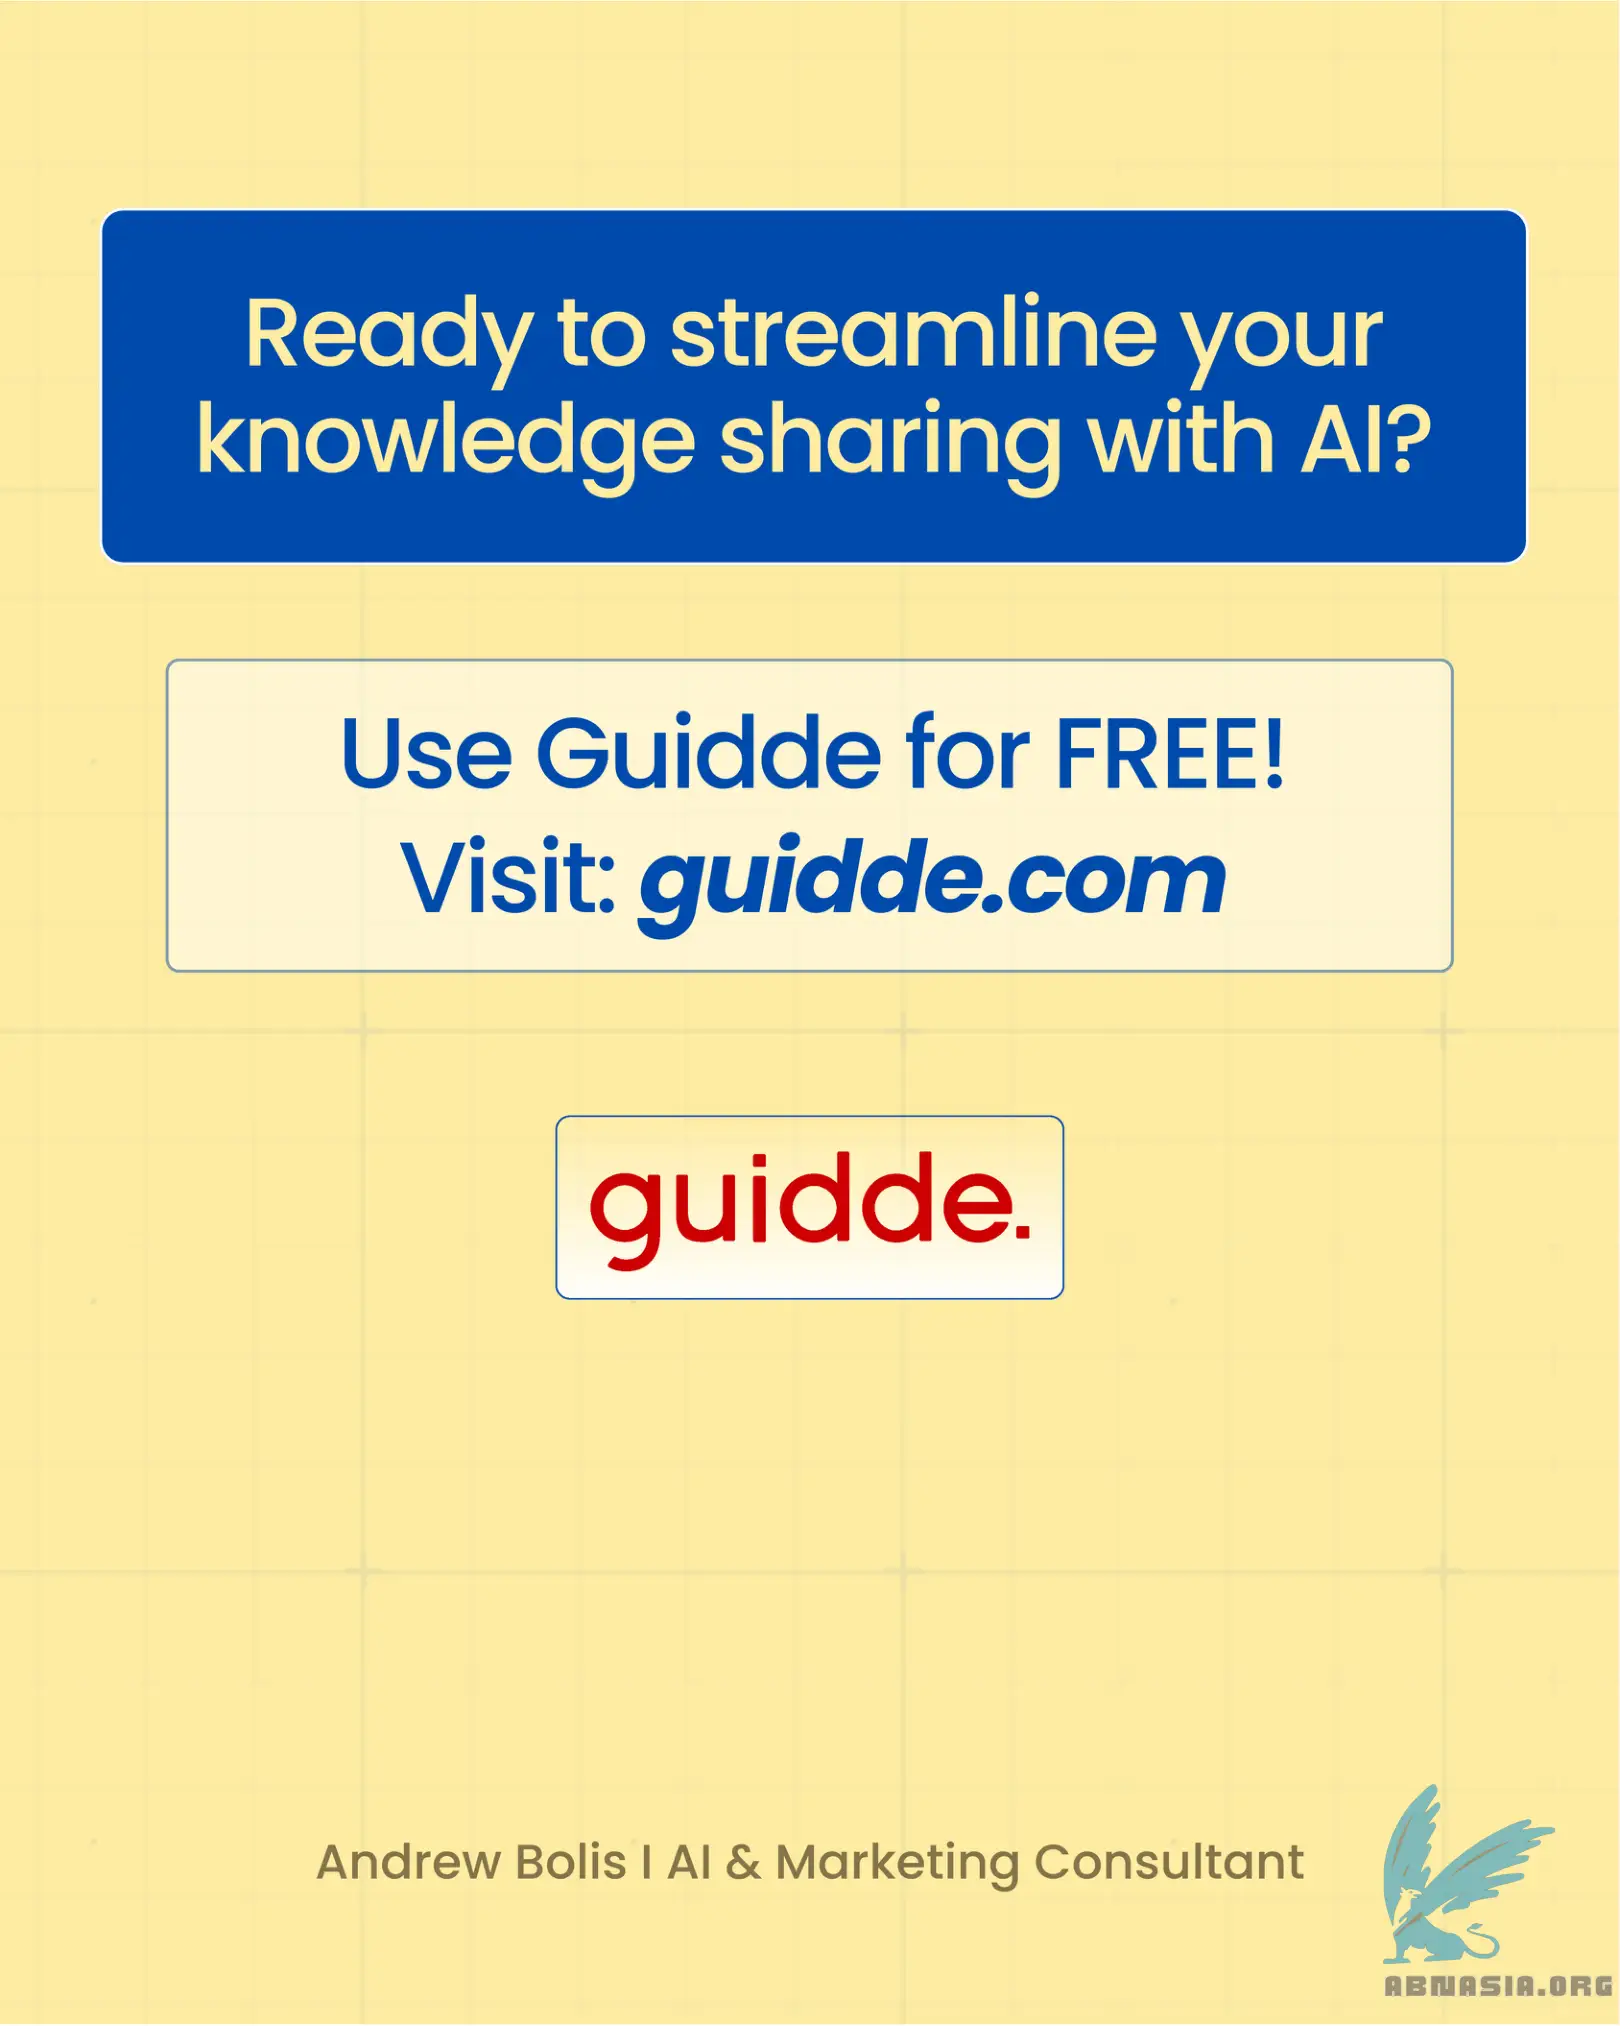 Ready to streamline your
knowledge sharing with AI?
Use Guidde for FREE!
Visit: guidde.com
guidde.
Andrew Bolis I AI & Marketing Consultant
ABNASIA.ORG